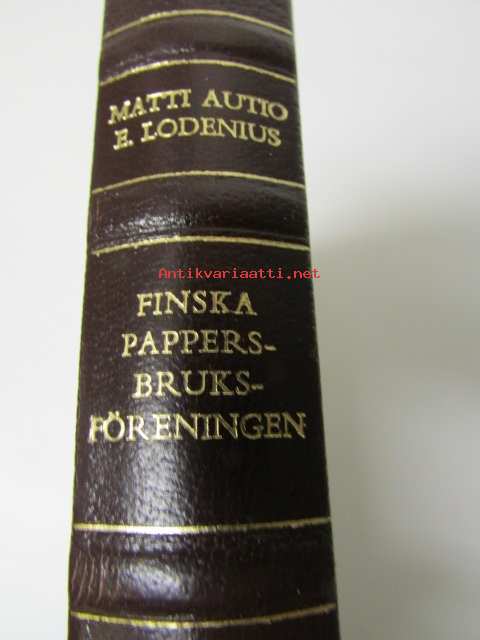 MATTI AUTIO
E. LODENIUS
Antikvariaatti.net
FINSKA
PAPPERS-
BRUKS-
FÖRENINGEN